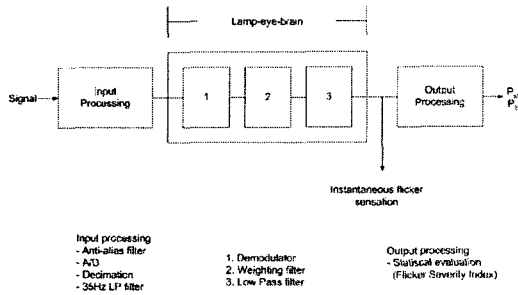 Lamp-eye-brain
Signal
Input
Processing
1
2
3
Output
Processing
Instantaneous flicker
sensation
Input processing
- Anti-alias filter
- A/D
- Decimation
- 35Hz LP filter
1. Demodulator
2. Weighting filter
3. Low Pass filter
Output processing
- Statiscal evaluation
(Flicker Severity Index)